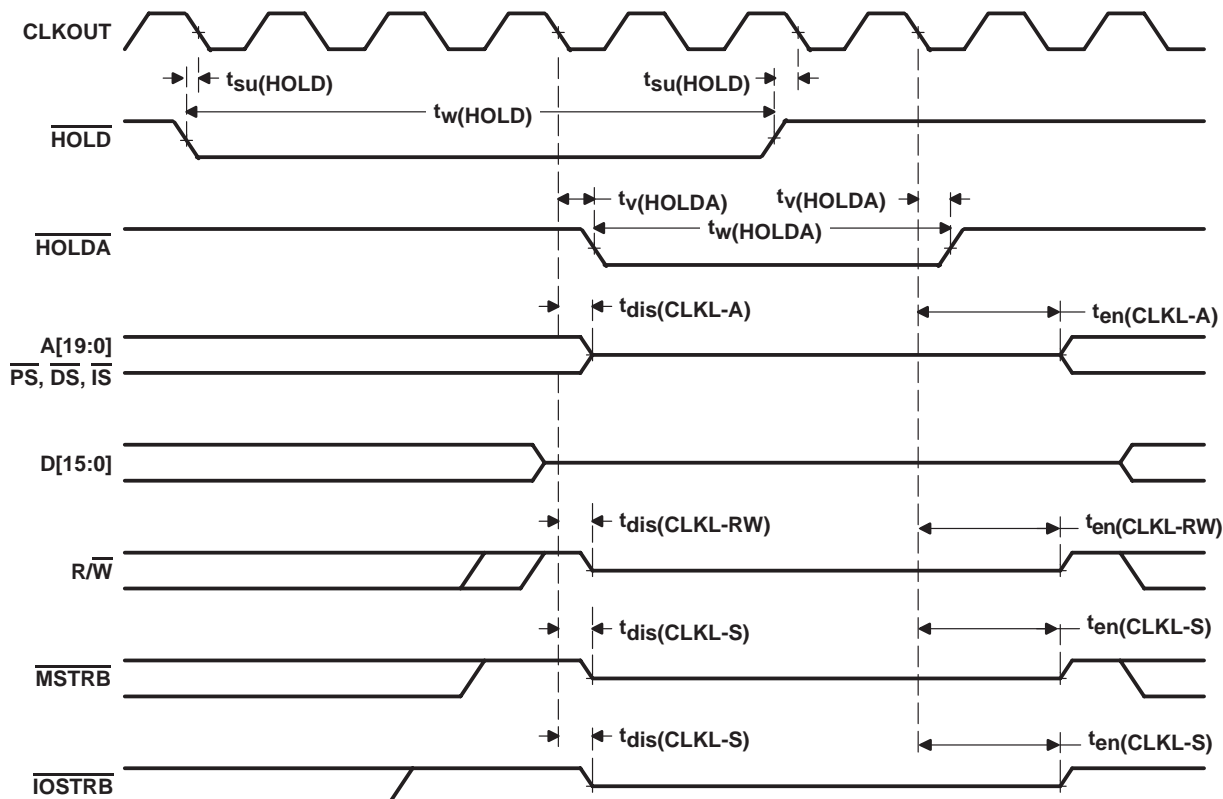 CLKOUT
tsu(HOLD)
tsu(HOLD)
tw(HOLD)
HOLD
tv(HOLDA)
tv(HOLDA)
tw(HOLDA)
HOLDA
tdis(CLKL-A)
ten(CLKL-A)
A[19:0]
PS, DS, IS
D[15:0]
tdis(CLKL-RW)
ten(CLKL-RW)
R/W
tdis(CLKL-S)
ten(CLKL-S)
MSTRB
tdis(CLKL-S)
ten(CLKL-S)
IOSTRB